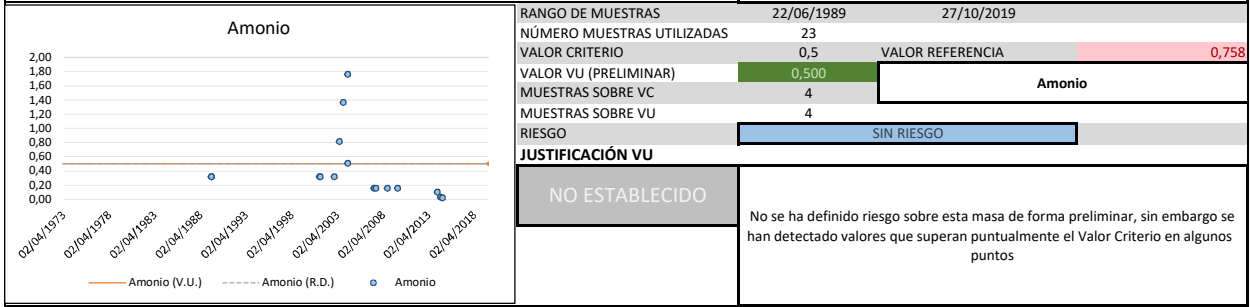 Amonio
2,00
1,80
1,60
1,40
1,20
1,00
0,80
0,60
0,40
0,20
0,00
02/04/1973
02/04/1978
02/04/1983
02/04/1988
02/04/1993
02/04/1998
02/04/2003
02/04/2008
02/04/2013
02/04/2018
Amonio (V.U.) Amonio (R.D.) Amonio
RANGO DE MUESTRAS 22/06/1989 27/10/2019
NÚMERO MUESTRAS UTILIZADAS 23
VALOR CRITERIO 0,5 VALOR REFERENCIA 0,758
VALOR VU (PRELIMINAR) 0,500
Amonio
MUESTRAS SOBRE VC 4
MUESTRAS SOBRE VU 4
RIESGO SIN RIESGO
JUSTIFICACIÓN VU
NO ESTABLECIDO
No se ha definido riesgo sobre esta masa de forma preliminar, sin embargo se
han detectado valores que superan puntualmente el Valor Criterio en algunos
puntos